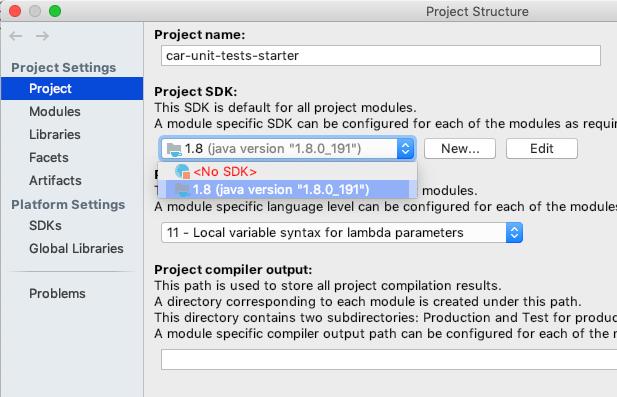 Project Structure
Project name:
Project Settings
car-unit-tests-starter
Project
Project SDK:
Modules
This SDK is default for all project modules.
Libraries
A module specific SDK can be configured for each of the modules as
Facets
1.8 (java version "1.8.0_191")
New...
Edit
Artifacts
<No SDK>
Platform Settings
1.8 (java version "1.8.0_191")
modules.
SDKs
A module specific language level can be configured for each of the modules
Global Libraries
11 - Local variable syntax for lambda parameters
Problems
Project compiler output:
This path is used to store all project compilation results.
A directory corresponding to each module is created under this path.
This directory contains two subdirectories: Production and Test for
A module specific compiler output path can be configured for each of the